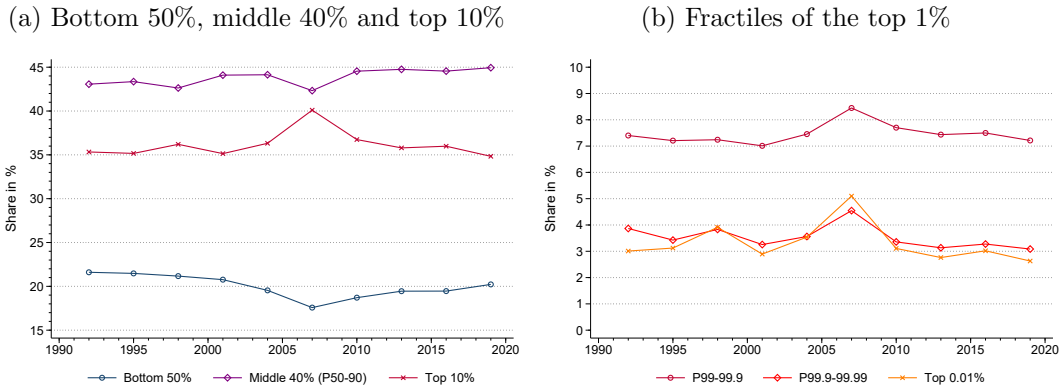 (a) Bottom 50%, middle 40% and top 10%
45
40
35
30
25
20
15
Share in %
1990 1995 2000 2005 2010 2015 2020
Bottom 50% Middle 40% (P50-90) Top 10%
(b) Fractiles of the top 1%
10
9
8
7
6
5
4
3
2
1
0
Share in %
1990 1995 2000 2005 2010 2015 2020
P99-99.9 P99.9-99.99 Top 0.01%